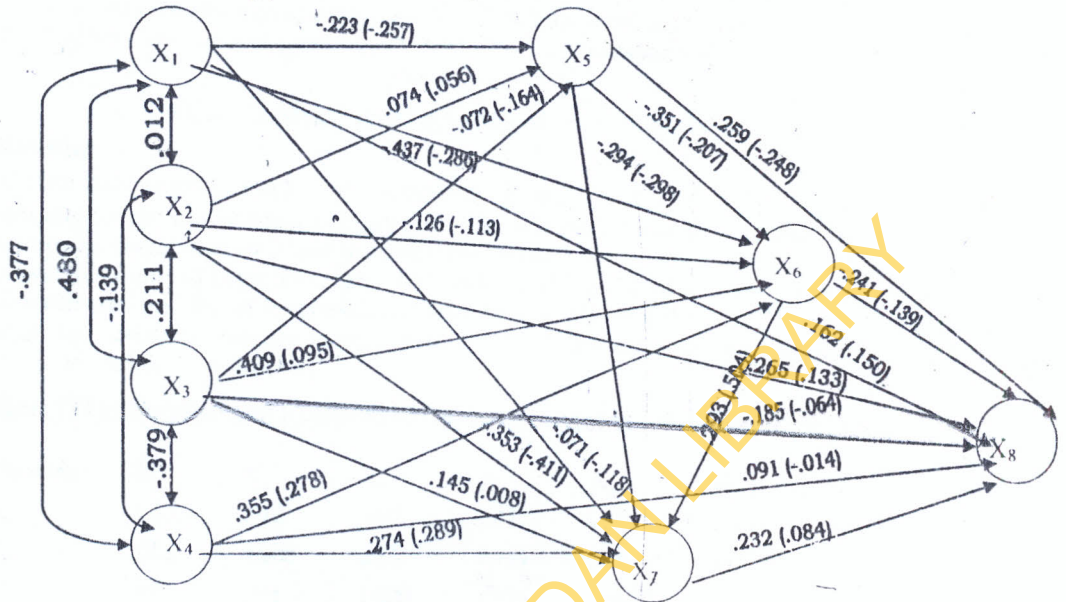 -.223 (-.257)
X1
X5
.074 (.056)
-.072 (-.164)
.012
-.437 (-.286)
-.351 (-.207)
.259 (-.248)
-.294 (-.298)
X2
-.126 (-.113)
-.377
.480
-.139
.211
X6
-.241 (-.139)
.162 (.150)
.409 (.095)
.265 (.133)
X3
-.185 (-.064)
-.379
.353 (-.411)
-.071 (-.118)
X8
.091 (-.014)
.355 (.278)
.145 (.008)
X4
.274 (.289)
.232 (.084)
X7
DAN LIBRARY